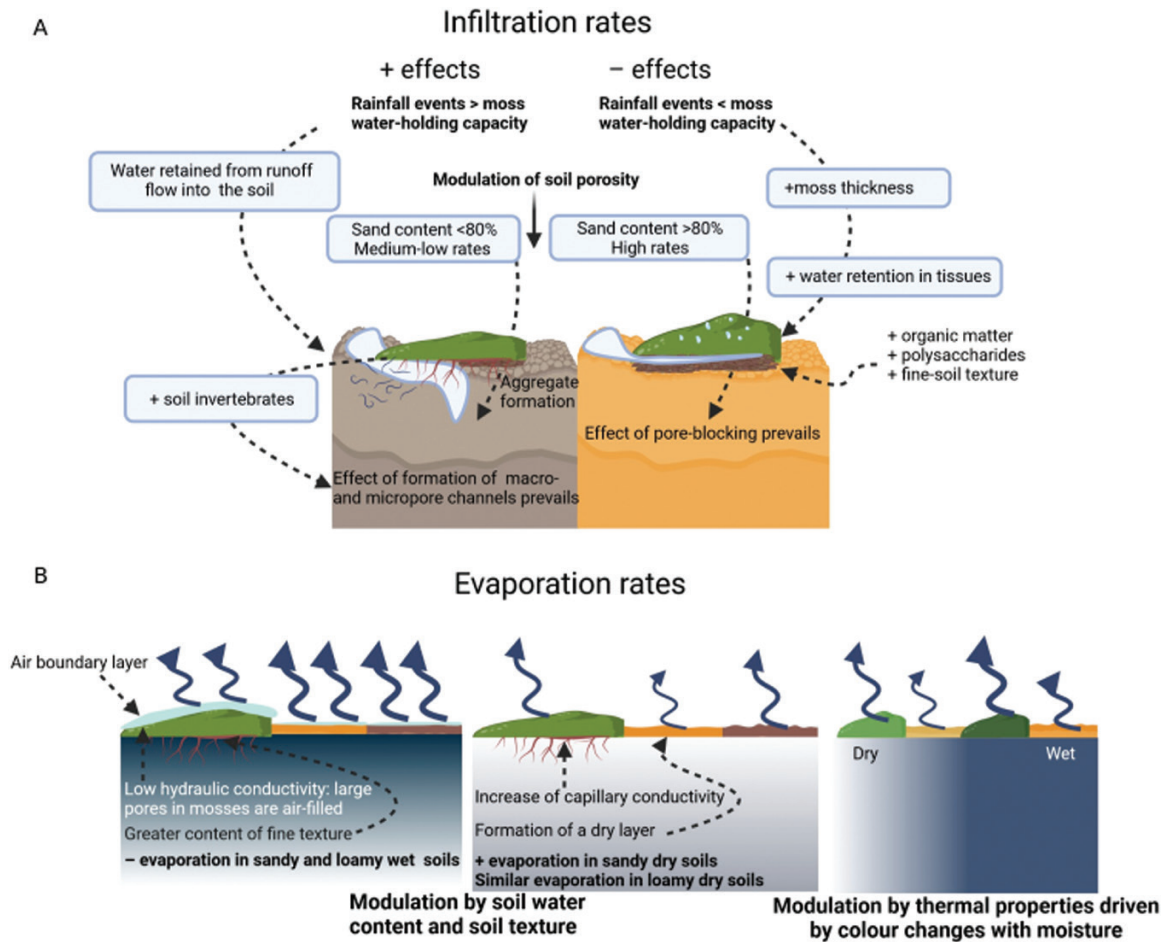 A
Infiltration rates
+ effects
– effects
Rainfall events > moss
water-holding capacity
Rainfall events < moss
water-holding capacity
Water retained from runoff
flow into the soil
Modulation of soil porosity
+moss thickness
Sand content <80%
Medium-low rates
Sand content >80%
High rates
+ water retention in tissues
+ organic matter
+ polysaccharides
+ fine-soil texture
+ soil invertebrates
Aggregate
formation
Effect of pore-blocking prevails
Effect of formation of macro-
and micropore channels prevails
B
Evaporation rates
Air boundary layer
Low hydraulic conductivity: large
pores in mosses are air-filled
Greater content of fine texture
– evaporation in sandy and loamy wet soils
Increase of capillary conductivity
Formation of a dry layer
+ evaporation in sandy dry soils
Similar evaporation in loamy dry soils
Dry
Wet
Modulation by soil water
content and soil texture
Modulation by thermal properties driven
by colour changes with moisture